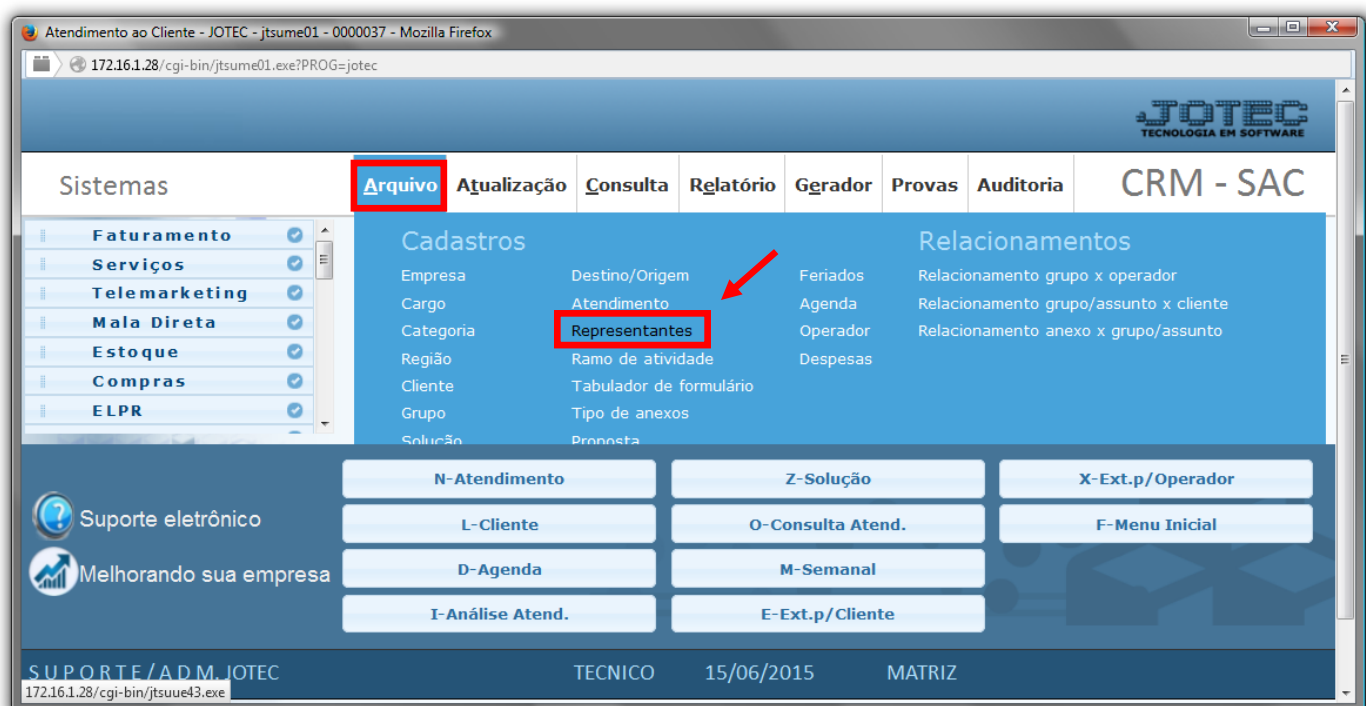 Atendimento ao Cliente - JOTEC - jtsume01 - 0000037 - Mozilla Firefox
172.16.1.28/cgi-bin/jtsume01.exe?PROG=jotec
JOTEC
TECNOLOGIA EM SOFTWARE
Sistemas
Arquivo Atualização Consulta Relatório Gerador Provas Auditoria
CRM - SAC
Faturamento
Serviços
Telemarketing
Mala Direta
Estoque
Compras
ELPR
Cadastros
Empresa
Cargo
Categoria
Região
Cliente
Grupo
Solução
Destino/Origem
Atendimento
Representantes
Ramo de atividade
Tabulador de formulário
Tipo de anexos
Proposta
Feriados
Agenda
Operador
Despesas
Relacionamentos
Relacionamento grupo x operador
Relacionamento grupo/assunto x cliente
Relacionamento anexo x grupo/assunto
Suporte eletrônico
Melhorando sua empresa
N-Atendimento
Z-Solução
X-Ext.p/Operador
L-Cliente
O-Consulta Atend.
F-Menu Inicial
D-Agenda
M-Semanal
I-Análise Atend.
E-Ext.p/Cliente
SUPORTE/ADM. JOTEC
TECNICO
15/06/2015
MATRIZ
172.16.1.28/cgi-bin/jtsuue43.exe